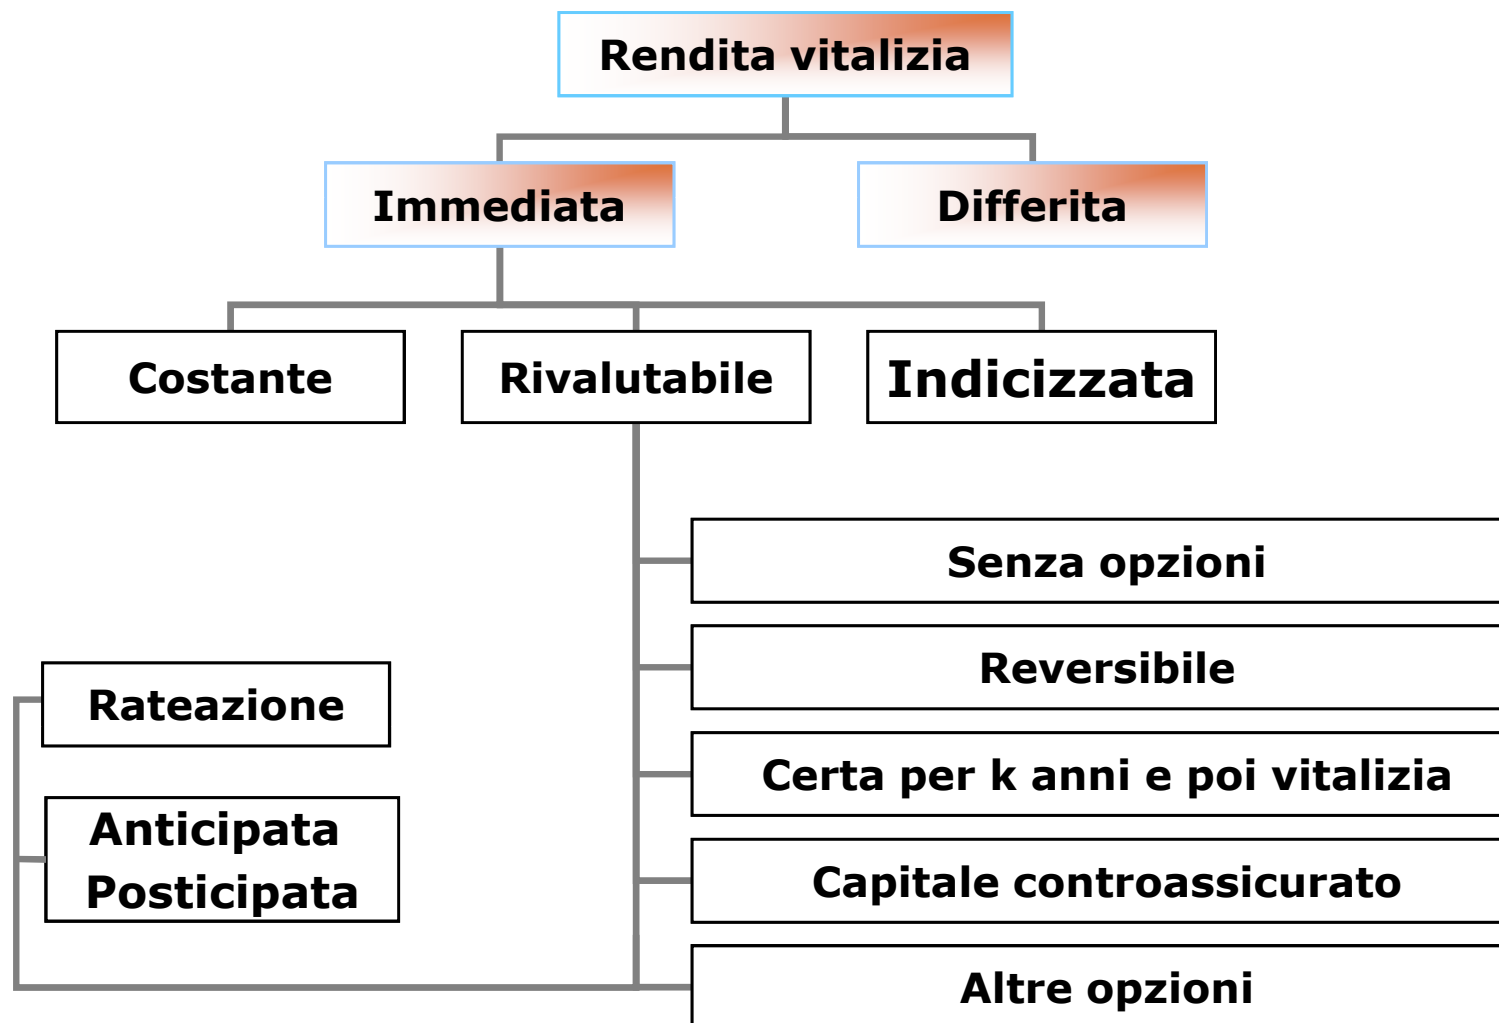 Rendita vitalizia
Immediata
Differita
Costante
Rivalutabile
Indicizzata
Senza opzioni
Reversibile
Rateazione
Certa per k anni e poi vitalizia
Anticipata
Posticipata
Capitale controassicurato
Altre opzioni